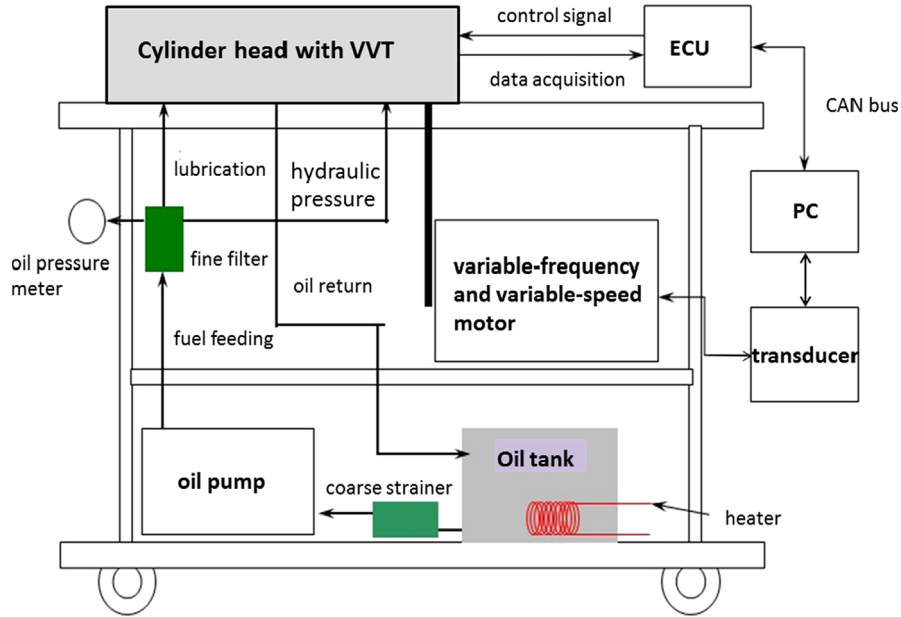 control signal
Cylinder head with VVT
ECU
data acquisition
CAN bus
lubrication
hydraulic
pressure
PC
fine filter
oil pressure
meter
variable-frequency
and variable-speed
motor
oil return
fuel feeding
transducer
Oil tank
oil pump
coarse strainer
heater